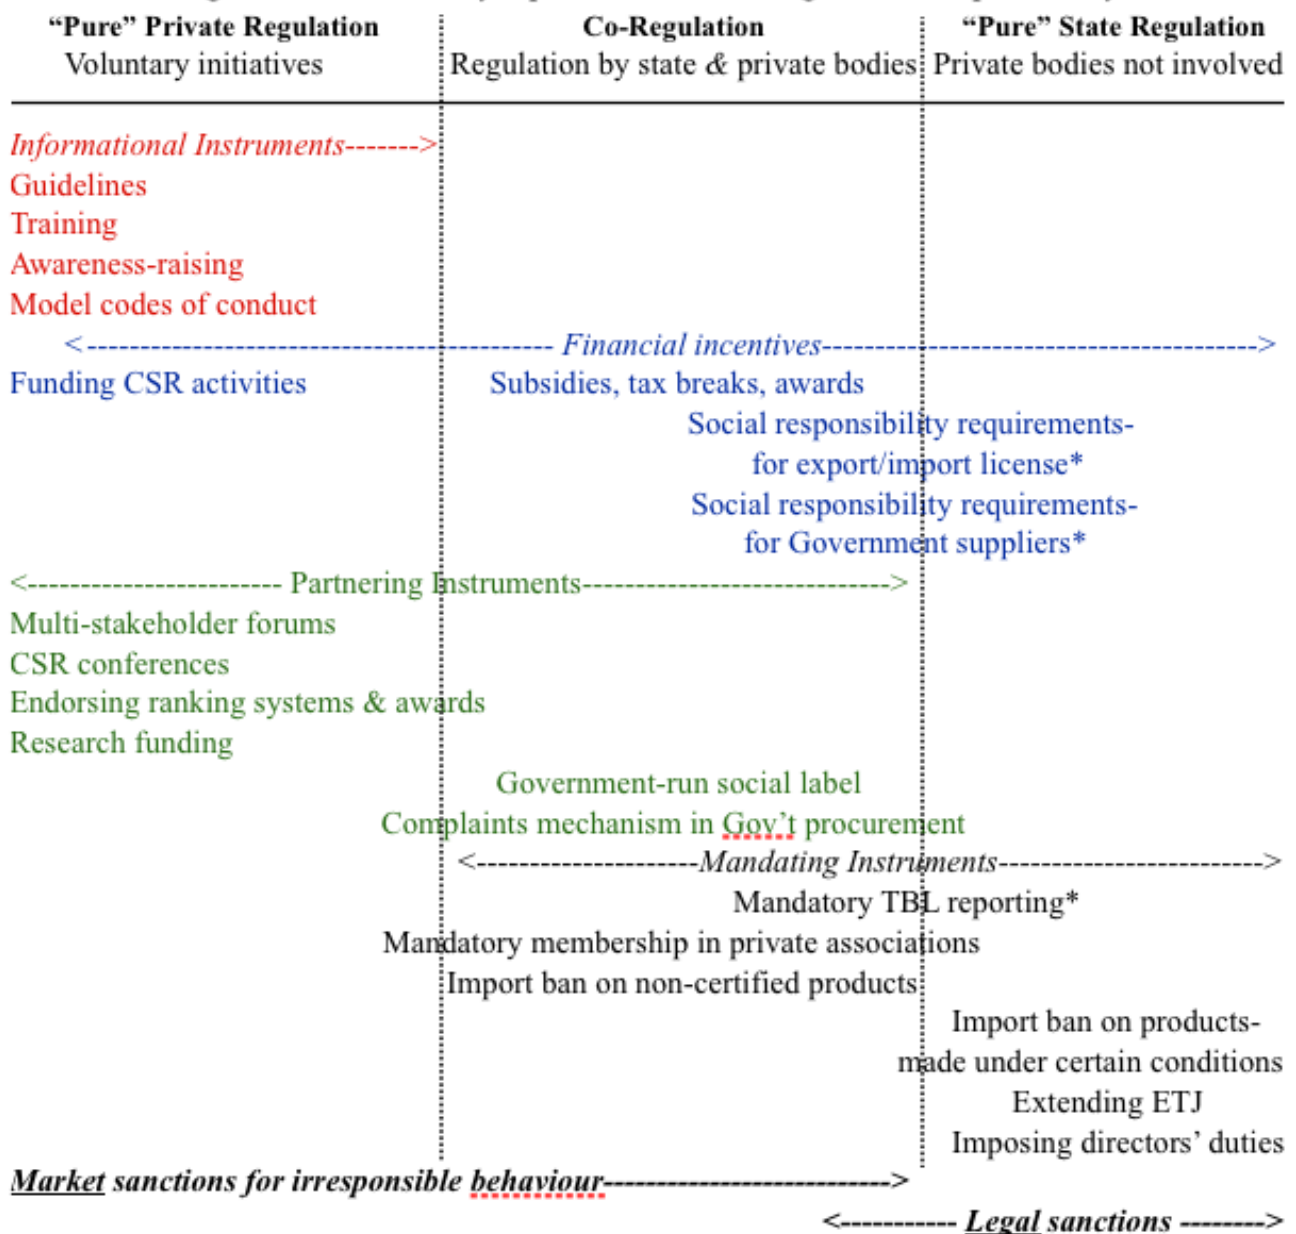 “Pure” Private Regulation Co-Regulation “Pure” State Regulation
Voluntary initiatives Regulation by state & private bodies Private bodies not involved
Informational Instruments------->
Guidelines
Training
Awareness-raising
Model codes of conduct
<-------------------------------------------- Financial incentives------------------------------------------>
Funding CSR activities Subsidies, tax breaks, awards
Social responsibility requirements-
for export/import license*
Social responsibility requirements-
for Government suppliers*
<------------------------ Partnering Instruments----------------------------->
Multi-stakeholder forums
CSR conferences
Endorsing ranking systems & awards
Research funding
Government-run social label
Complaints mechanism in Gov’t procurement
<---------------------Mandating Instruments-------------------------->
Mandatory TBL reporting*
Mandatory membership in private associations
Import ban on non-certified products
Import ban on products-
made under certain conditions
Extending ETJ
Imposing directors’ duties
Market sanctions for irresponsible behaviour---------------------------->
<----------- Legal sanctions -------->